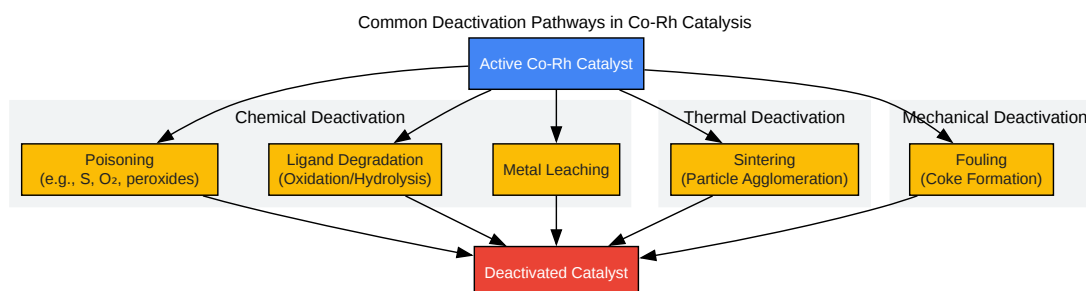 Common Deactivation Pathways in Co-Rh Catalysis
Active Co-Rh Catalyst
Chemical Deactivation
Thermal Deactivation
Mechanical Deactivation
Poisoning
(e.g., S, O₂, peroxides)
Ligand Degradation
(Oxidation/Hydrolysis)
Metal Leaching
Sintering
(Particle Agglomeration)
Fouling
(Coke Formation)
Deactivated Catalyst